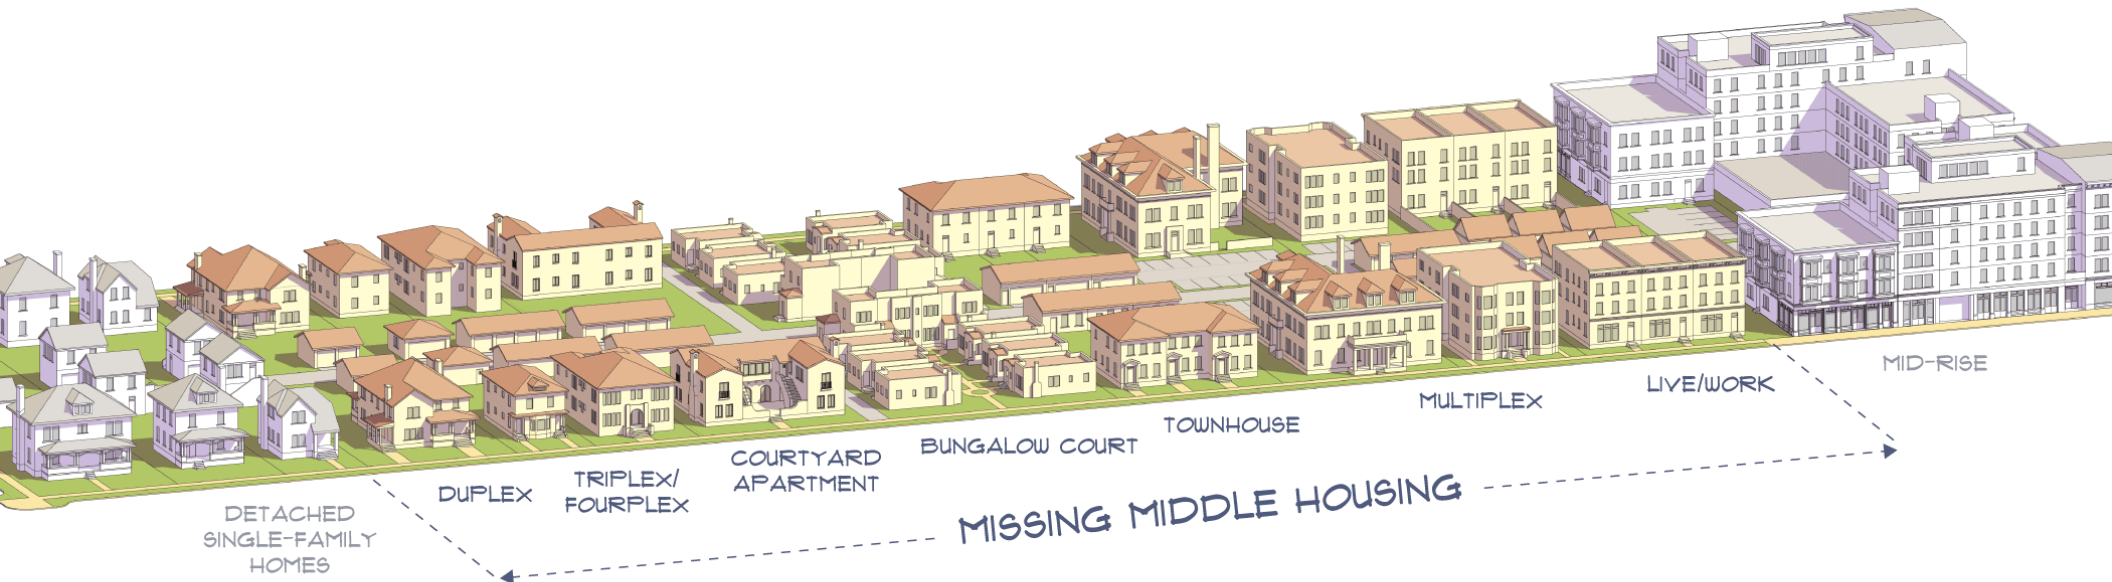 DETACHED
SINGLE-FAMILY
HOMES
DUPLEX
TRIPLEX/
FOURPLEX
COURTYARD
APARTMENT
BUNGALOW COURT
TOWNHOUSE
MULTIPLEX
LIVE/WORK
MID-RISE
MISSING MIDDLE HOUSING